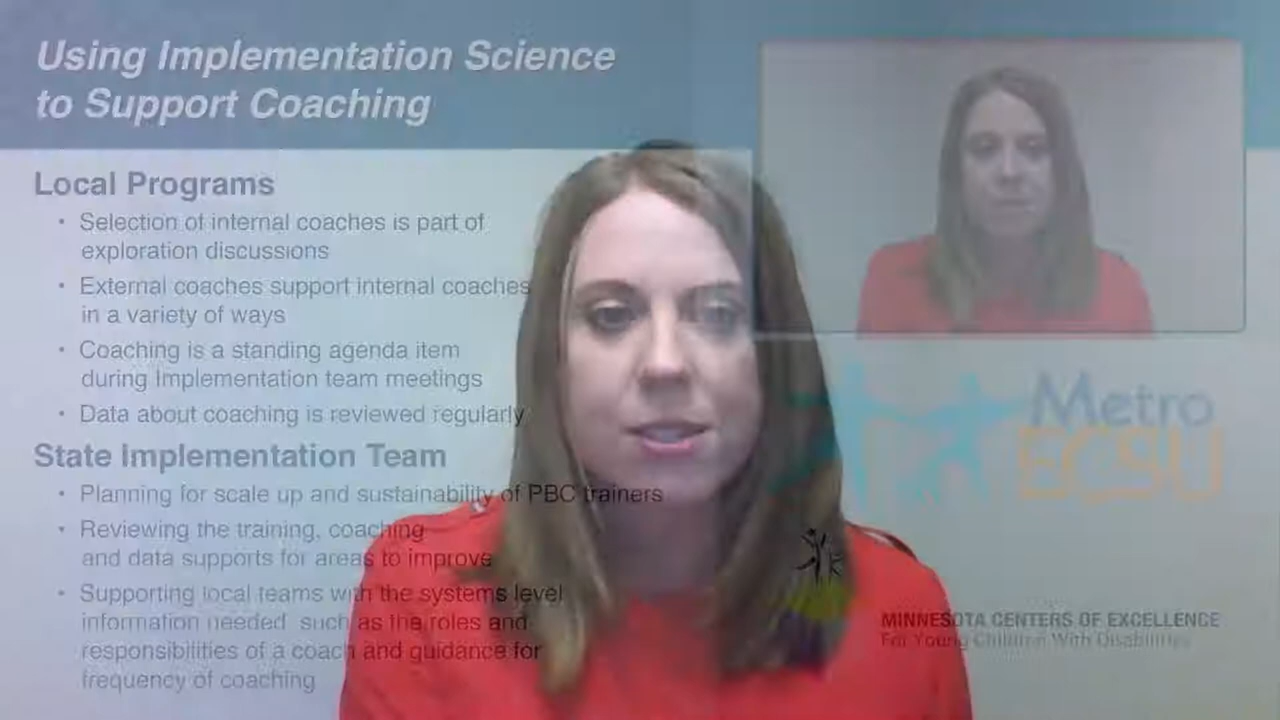 Using Implementation Science
to Support Coaching
Local Programs
• Selection of internal coaches is part of
exploration discussions
• External coaches support internal coaches
in a variety of ways
• Coaching is a standing agenda item
during Implementation team meetings
• Data about coaching is reviewed regularly
State Implementation Team
• Planning for scale up and sustainability of PBC trainers
• Reviewing the training, coaching
and data supports for areas to improve
• Supporting local teams with the systems level
information needed such as the roles and
responsibilities of a coach and guidance for
frequency of coaching
Metro
ECSU
MINNESOTA CENTERS OF EXCELLENCE
For Young Children With Disabilities